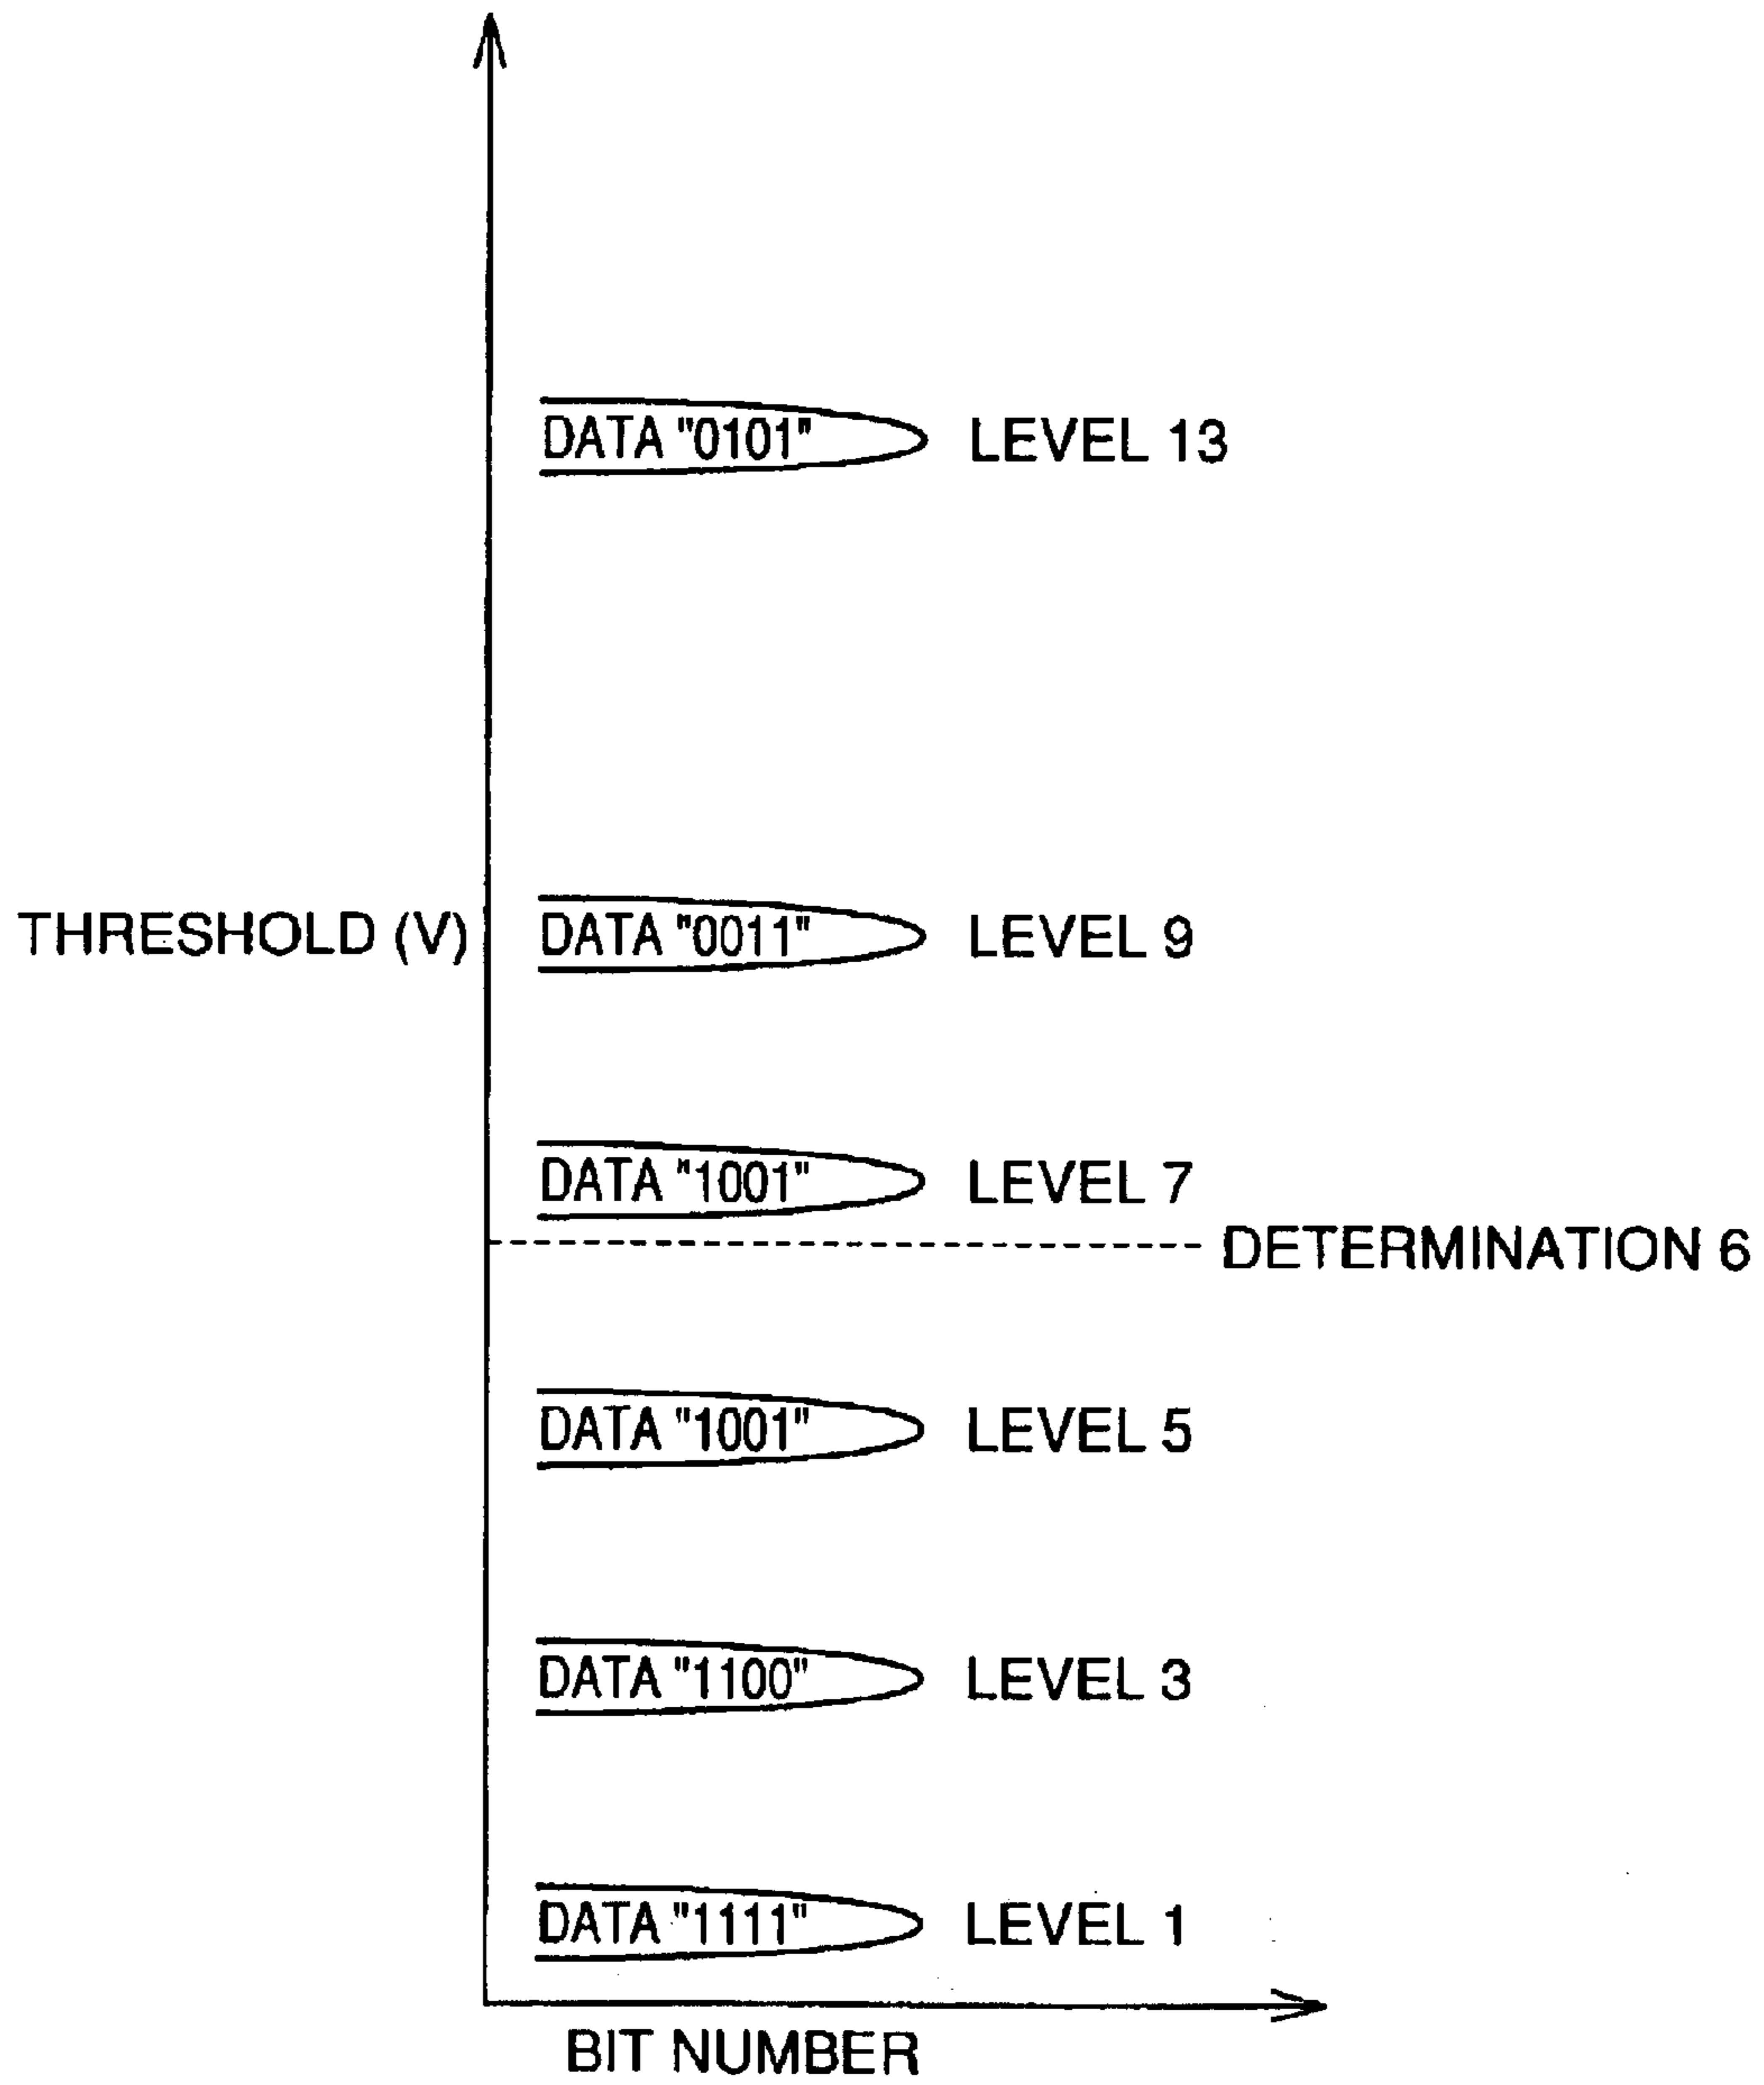 DATA "0101" LEVEL 13
THRESHOLD (V) DATA "0011" LEVEL 9
DATA "1001" LEVEL 7
DETERMINATION 6
DATA "1001" LEVEL 5
DATA "1100" LEVEL 3
DATA "1111" LEVEL 1
BIT NUMBER